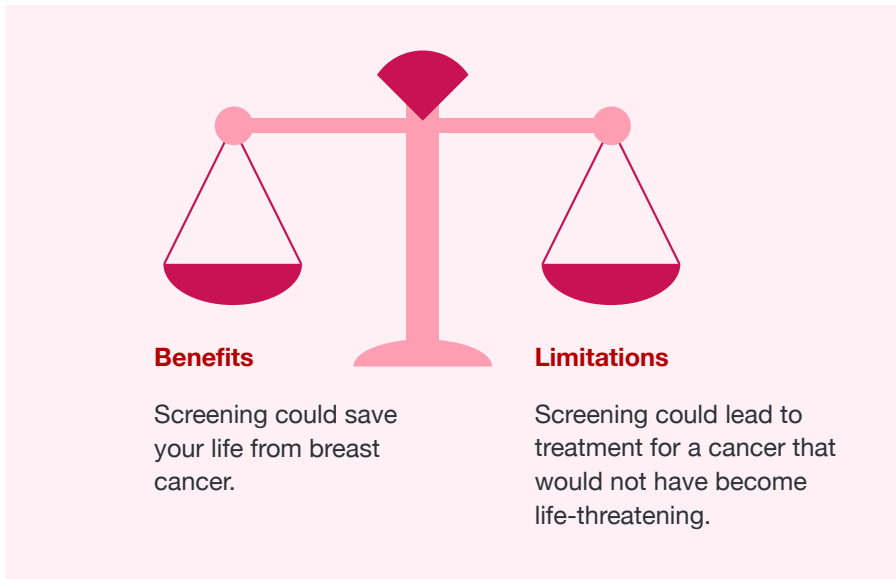 Benefits
Screening could save
your life from breast
cancer.
Limitations
Screening could lead to
treatment for a cancer that
would not have become
life-threatening.